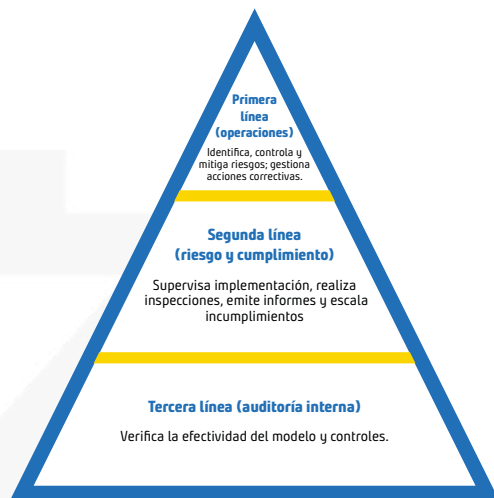 Primera
línea
(operaciones)
Identifica, controla y
mitiga riesgos; gestiona
acciones correctivas.
Segunda línea
(riesgo y cumplimiento)
Supervisa implementación, realiza
inspecciones, emite informes y escala
incumplimientos
Tercera línea (auditoría interna)
Verifica la efectividad del modelo y controles.